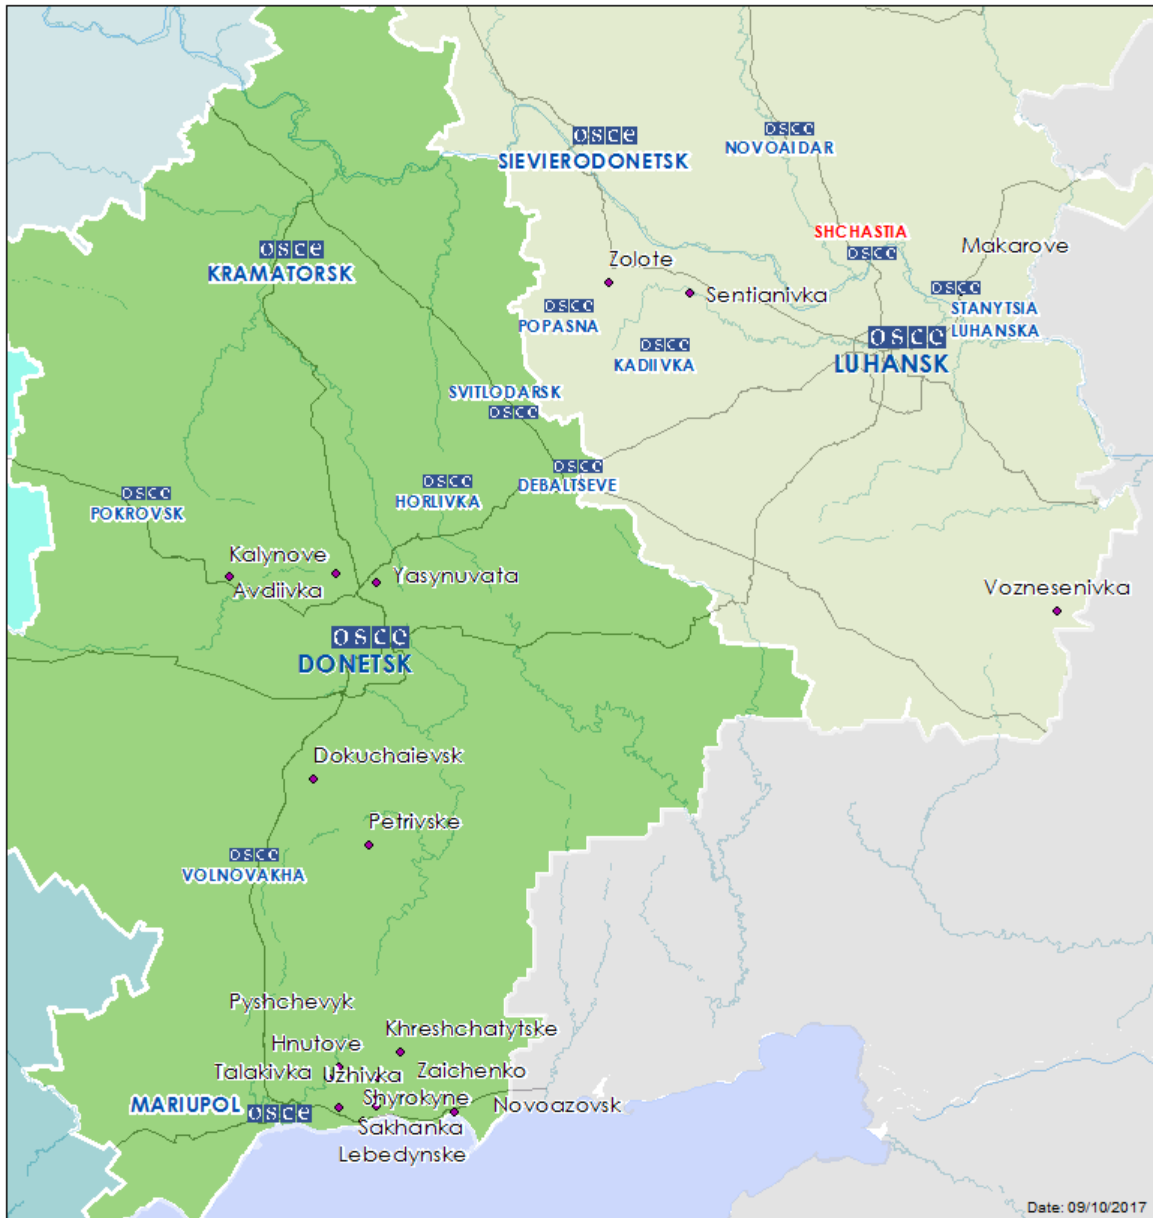 osce
SIEVIERODONETSK
osce
NOVOAIDAR
SHCHASTIA
osce
Makarove
osce
KRAMATORSK
Zolote
Sentianivka
osce
STANYTSIA
LUHANSKA
osce
POPASNA
osce
KADIIVKA
osce
LUHANSK
SVITLODARSK
osce
osce
DEBALTSEVE
osce
HORLIVKA
osce
POKROVSK
Kalynove
Avdiivka
Yasynuvata
Voznesenivka
osce
DONETSK
Dokuchaievsk
Petrivske
osce
VOLNOVAKHA
Pyshchevyk
Khreshchatytske
Hnutove
Talakivka
Uzhivka
Zaichenko
MARIUPOL
osce
Shyrokyne
Novoazovsk
Sakhanka
Lebedynske
Date: 09/10/2017